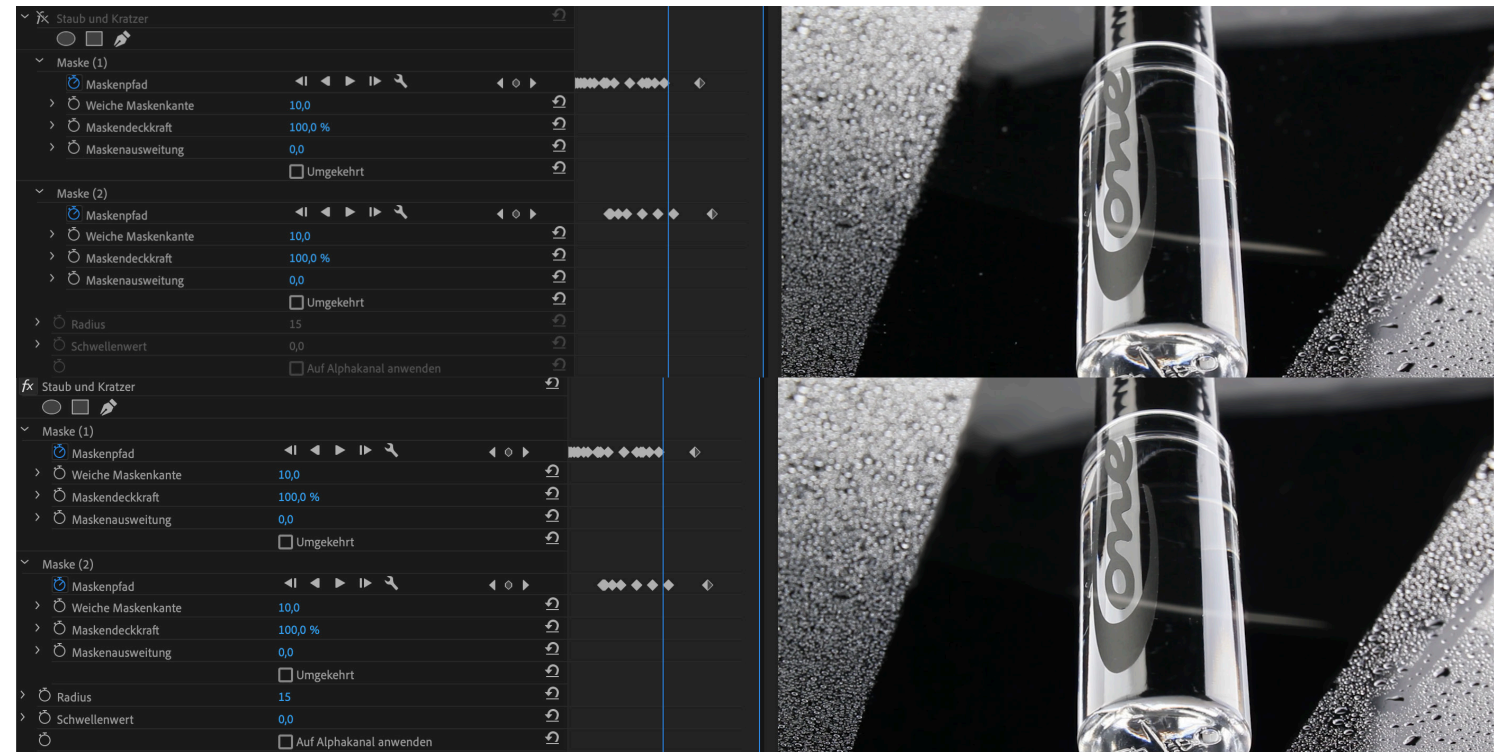 fx Staub und Kratzer
Maske (1)
Maskenpfad
Weiche Maskenkante 10,0
Maskendeckkraft 100,0 %
Maskenausweitung 0,0
Umgekehrt
Maske (2)
Maskenpfad
Weiche Maskenkante 10,0
Maskendeckkraft 100,0 %
Maskenausweitung 0,0
Umgekehrt
Radius 15
Schwellenwert 0,0
Auf Alphakanal anwenden
one
fx Staub und Kratzer
Maske (1)
Maskenpfad
Weiche Maskenkante 10,0
Maskendeckkraft 100,0 %
Maskenausweitung 0,0
Umgekehrt
Maske (2)
Maskenpfad
Weiche Maskenkante 10,0
Maskendeckkraft 100,0 %
Maskenausweitung 0,0
Umgekehrt
Radius 15
Schwellenwert 0,0
Auf Alphakanal anwenden
one